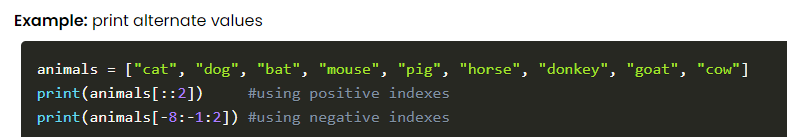 Example: print alternate values
animals = ["cat", "dog", "bat", "mouse", "pig", "horse", "donkey", "goat", "cow"]
print(animals[::2])     #using positive indexes
print(animals[-8:-1:2]) #using negative indexes